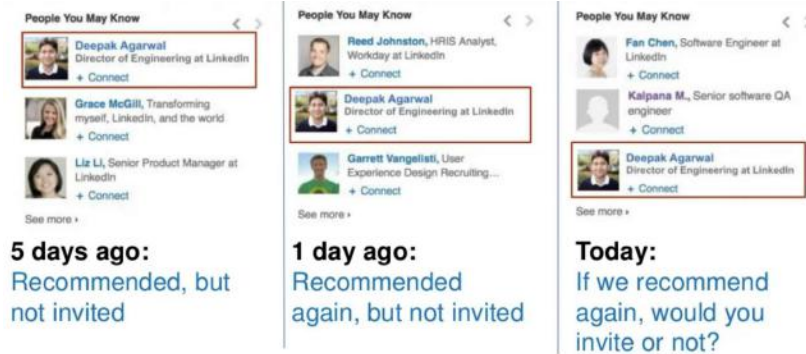 People You May Know
Deepak Agarwal
Director of Engineering at LinkedIn
+ Connect
Grace McGill, Transforming
myself, LinkedIn, and the world
+ Connect
Liz Li, Senior Product Manager at
LinkedIn
+ Connect
See more ›
5 days ago:
Recommended, but
not invited
People You May Know
Reed Johnston, HRIS Analyst,
Workday at LinkedIn
+ Connect
Deepak Agarwal
Director of Engineering at LinkedIn
+ Connect
Garrett Vangelisti, User
Experience Design Recruiting…
+ Connect
See more ›
1 day ago:
Recommended
again, but not invited
People You May Know
Fan Chen, Software Engineer at
LinkedIn
+ Connect
Kalpana M., Senior software QA
engineer
+ Connect
Deepak Agarwal
Director of Engineering at LinkedIn
+ Connect
See more ›
Today:
If we recommend
again, would you
invite or not?